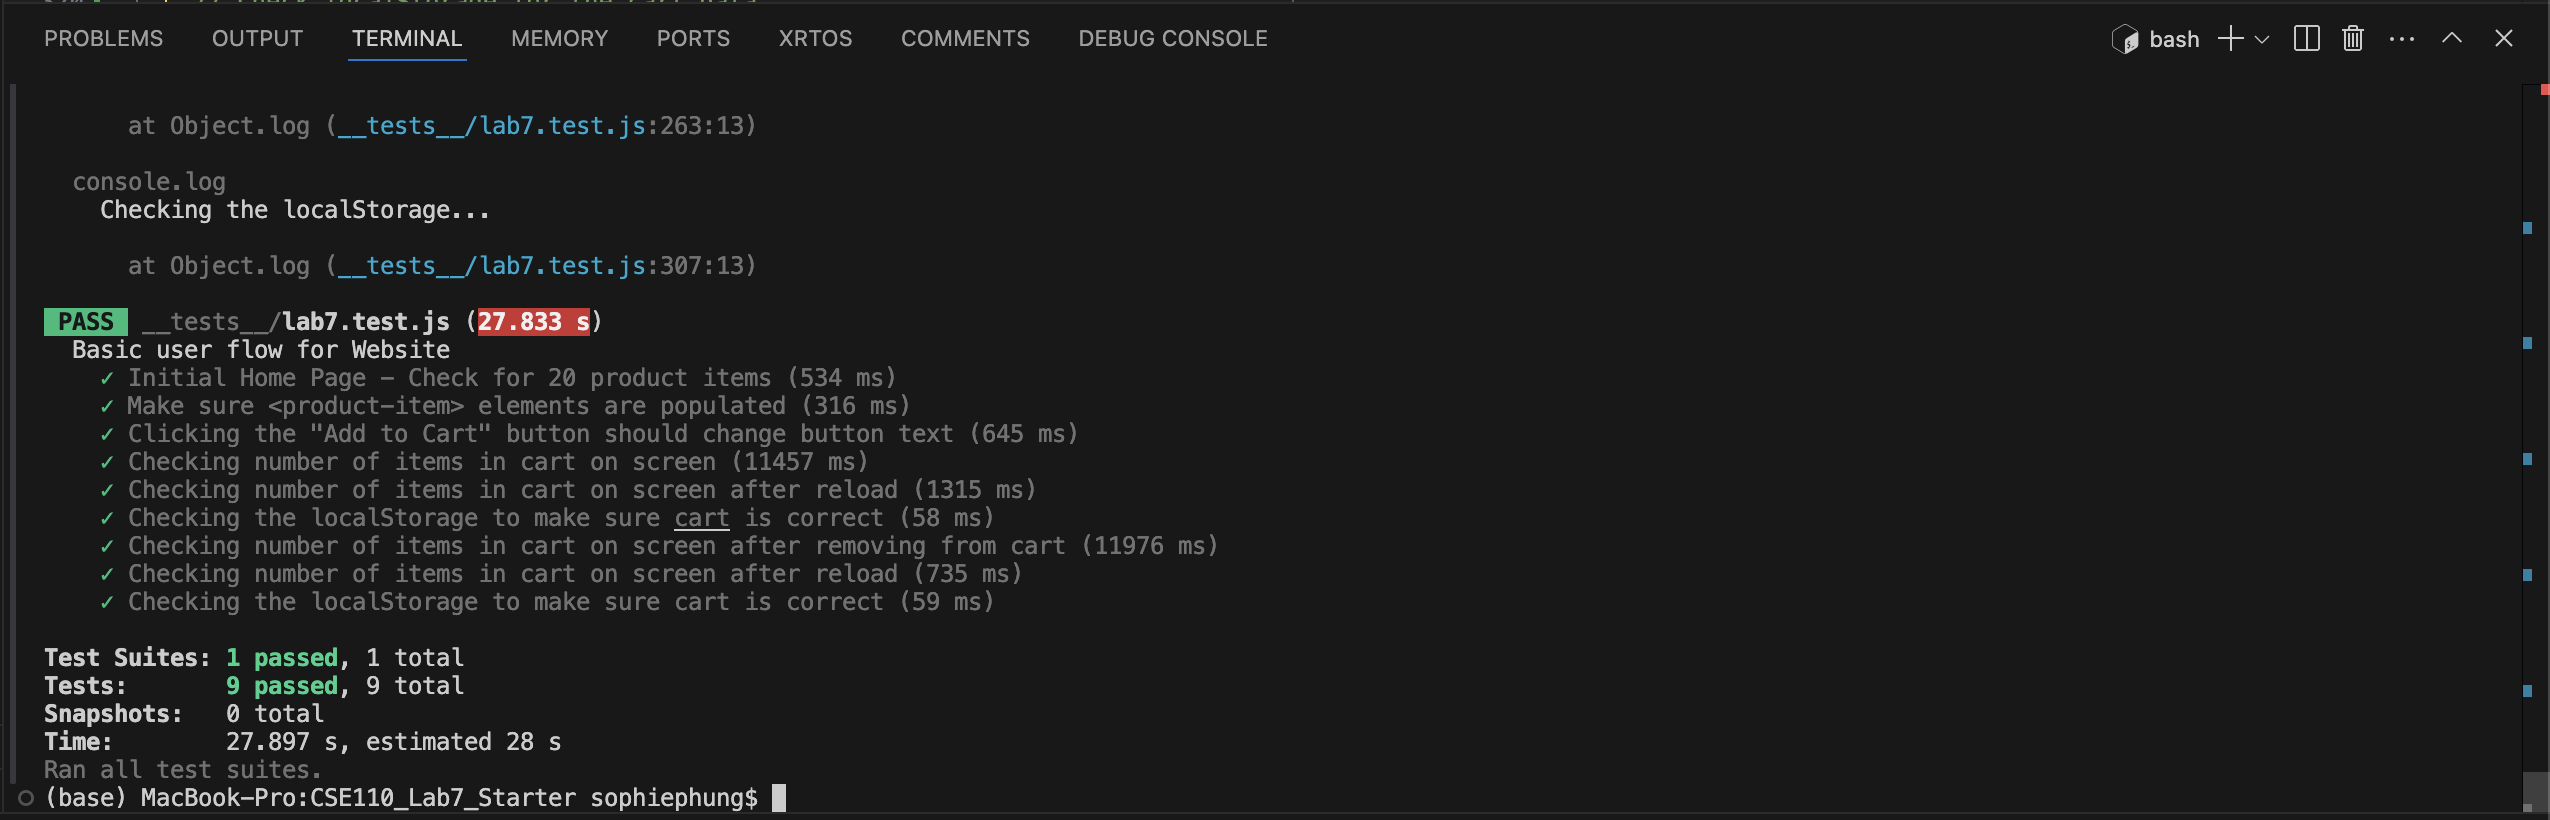 PROBLEMS OUTPUT TERMINAL MEMORY PORTS XRTOS COMMENTS DEBUG CONSOLE bash
at Object.log (__tests__/lab7.test.js:263:13)
console.log
Checking the localStorage...
at Object.log (__tests__/lab7.test.js:307:13)
PASS __tests__/lab7.test.js (27.833 s)
Basic user flow for Website
✓ Initial Home Page – Check for 20 product items (534 ms)
✓ Make sure <product-item> elements are populated (316 ms)
✓ Clicking the "Add to Cart" button should change button text (645 ms)
✓ Checking number of items in cart on screen (11457 ms)
✓ Checking number of items in cart on screen after reload (1315 ms)
✓ Checking the localStorage to make sure cart is correct (58 ms)
✓ Checking number of items in cart on screen after removing from cart (11976 ms)
✓ Checking number of items in cart on screen after reload (735 ms)
✓ Checking the localStorage to make sure cart is correct (59 ms)
Test Suites: 1 passed, 1 total
Tests: 9 passed, 9 total
Snapshots: 0 total
Time: 27.897 s, estimated 28 s
Ran all test suites.
(base) MacBook-Pro:CSE110_Lab7_Starter sophiephung$